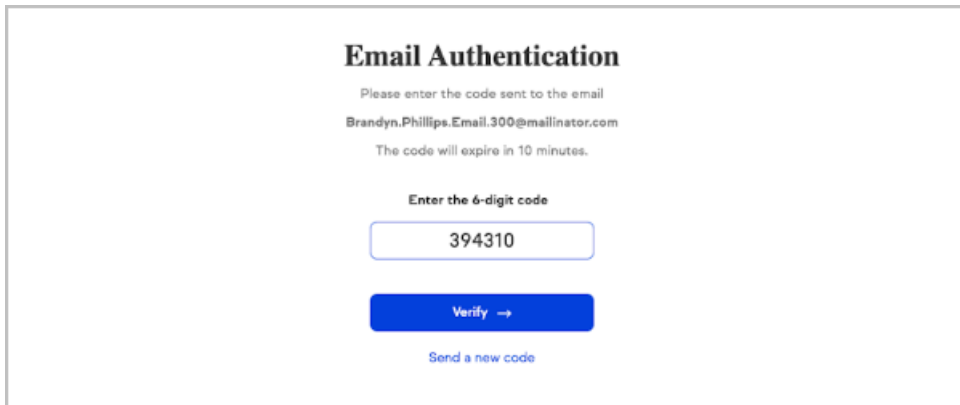 Email Authentication
Please enter the code sent to the email
Brandyn.Phillips.Email.300@mailinator.com
The code will expire in 10 minutes.
Enter the 6-digit code
394310
Verify →
Send a new code